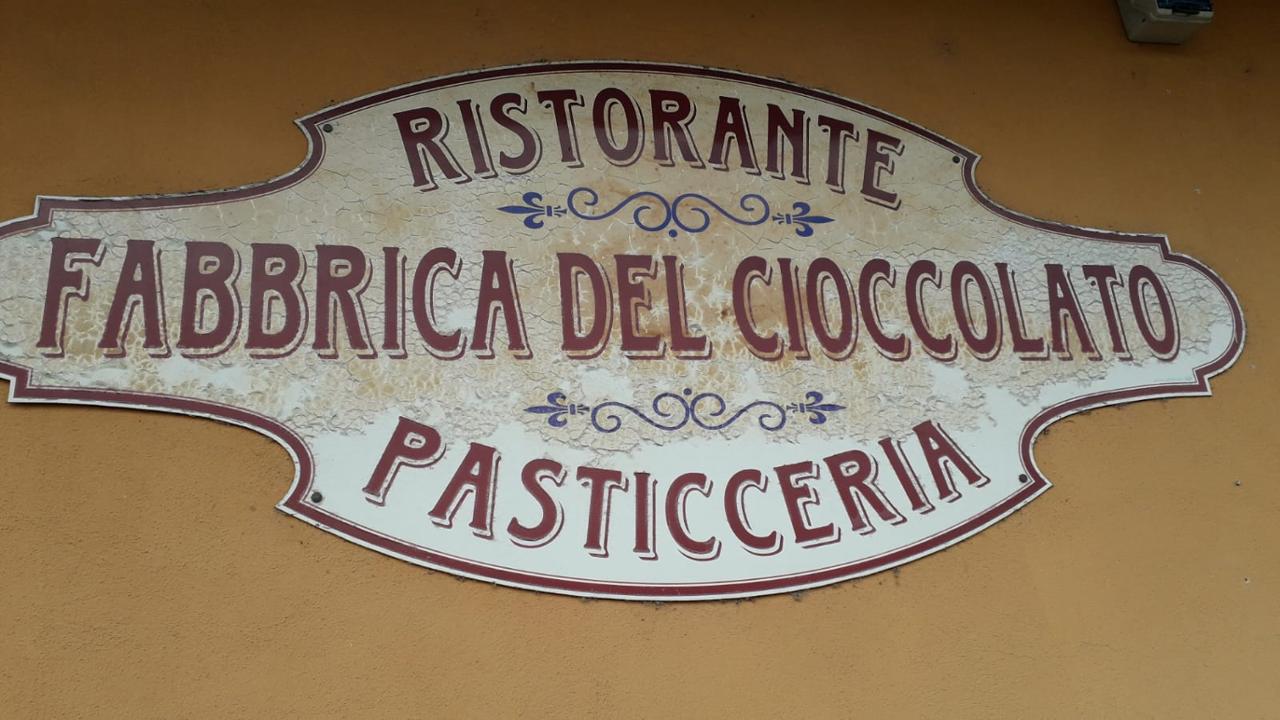 RISTORANTE
FABBRICA DEL CIOCCOLATO
PASTICCERIA